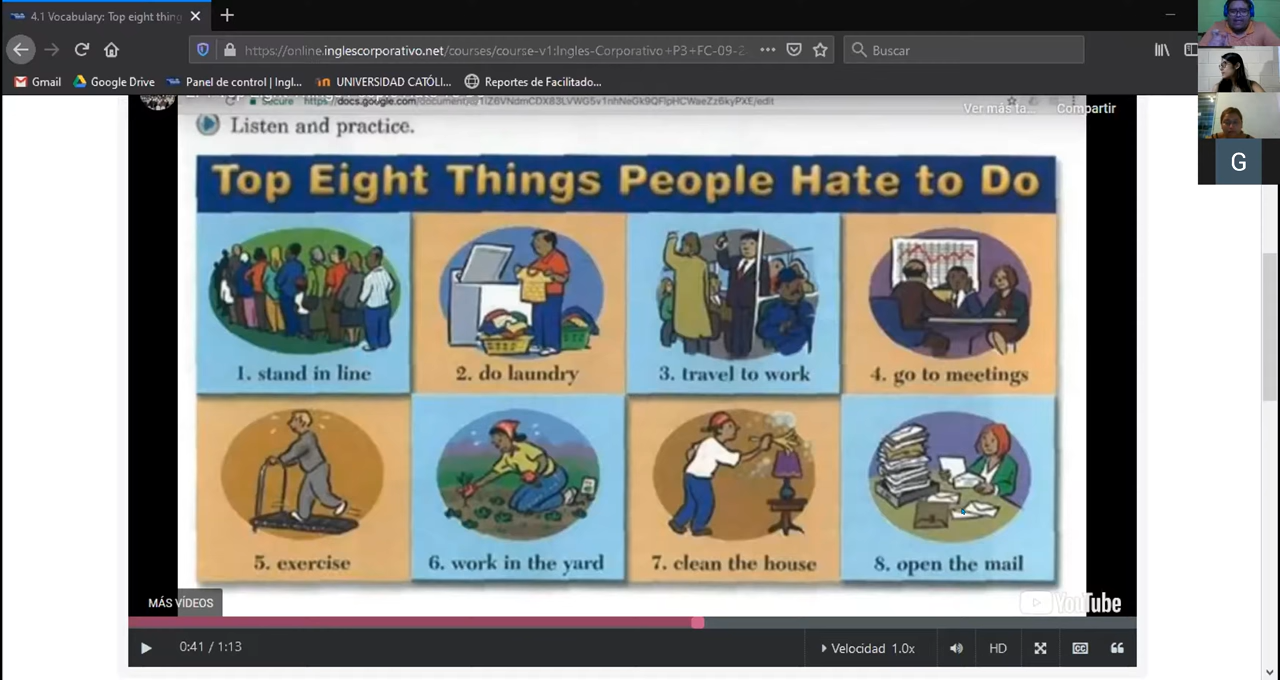 4.1 Vocabulary: Top eight thing
https://online.inglescorporativo.net/courses/course-v1:Ingles-Corporativo+P3+FC-09-2
Buscar
Gmail
Google Drive
Panel de control | Ingl...
UNIVERSIDAD CATÓLI...
Reportes de Facilitado...
Secure
Ver más ta...
Compartir
Listen and practice.
Top Eight Things People Hate to Do
1. stand in line
2. do laundry
3. travel to work
4. go to meetings
5. exercise
6. work in the yard
7. clean the house
8. open the mail
MÁS VÍDEOS
YouTube
0:41 / 1:13
Velocidad 1.0x
HD
CC
G